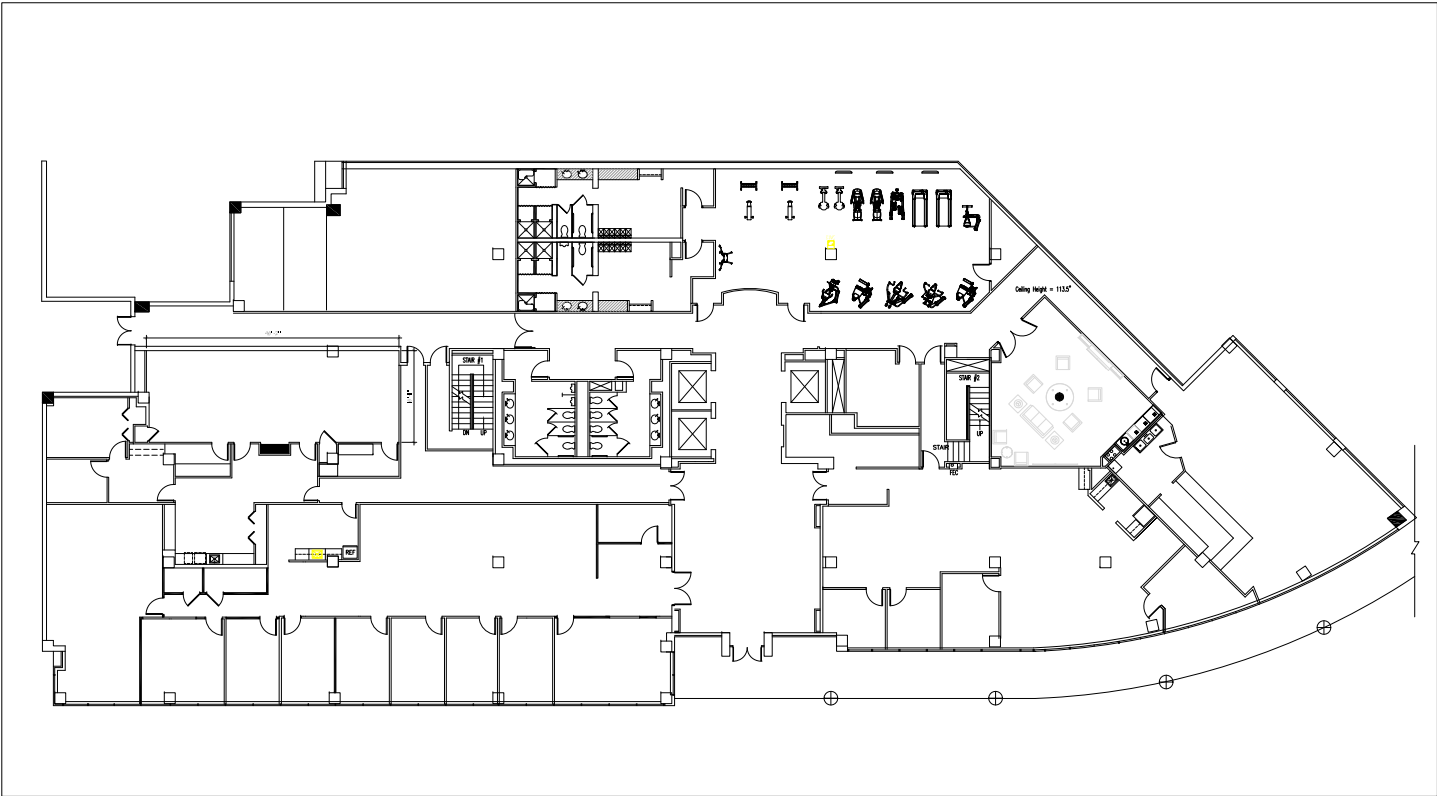 Ceiling Height = 113.5"
STAIR #1
DN UP
STAIR #2
UP
STAIR
FEC
REF